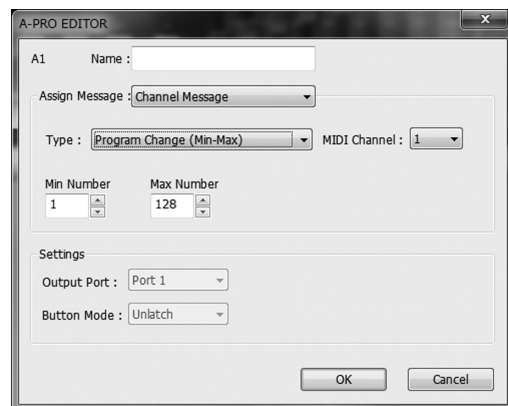 A-PRO EDITOR
x
A1 Name :
Assign Message : Channel Message
Type : Program Change (Min-Max) MIDI Channel : 1
Min Number Max Number
1 128
Settings
Output Port : Port 1
Button Mode : Unlatch
OK Cancel